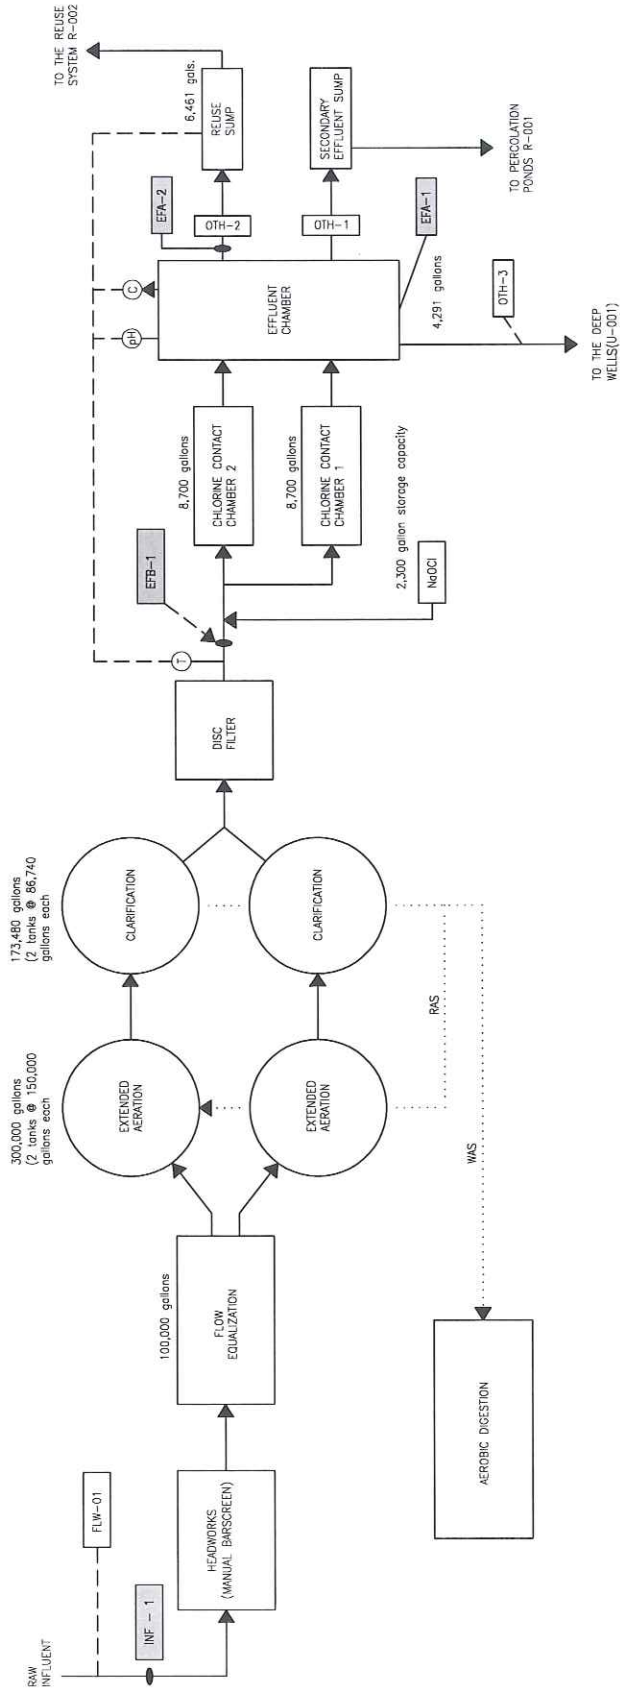 RAW
INFLUENT
FLW-01
INF - 1
HEADWORKS
(MANUAL BARSCREEN)
100,000 gallons
FLOW
EQUALIZATION
300,000 gallons
(2 tanks @ 150,000
gallons each
EXTENDED
AERATION
EXTENDED
AERATION
173,480 gallons
(2 tanks @ 86,740
gallons each
CLARIFICATION
CLARIFICATION
RAS
WAS
AEROBIC DIGESTION
DISC
FILTER
T
EFB-1
NaOCl
2,300 gallon storage capacity
8,700 gallons
CHLORINE CONTACT
CHAMBER 2
8,700 gallons
CHLORINE CONTACT
CHAMBER 1
pH
C
EFFLUENT
CHAMBER
4,291 gallons
EFA-2
OTH-2
OTH-1
EFA-1
OTH-3
TO THE DEEP
WELLS(U-001)
6,461 gals.
REUSE
SUMP
SECONDARY
EFFLUENT SUMP
TO THE REUSE
SYSTEM R-002
TO PERCOLATION
PONDS R-001